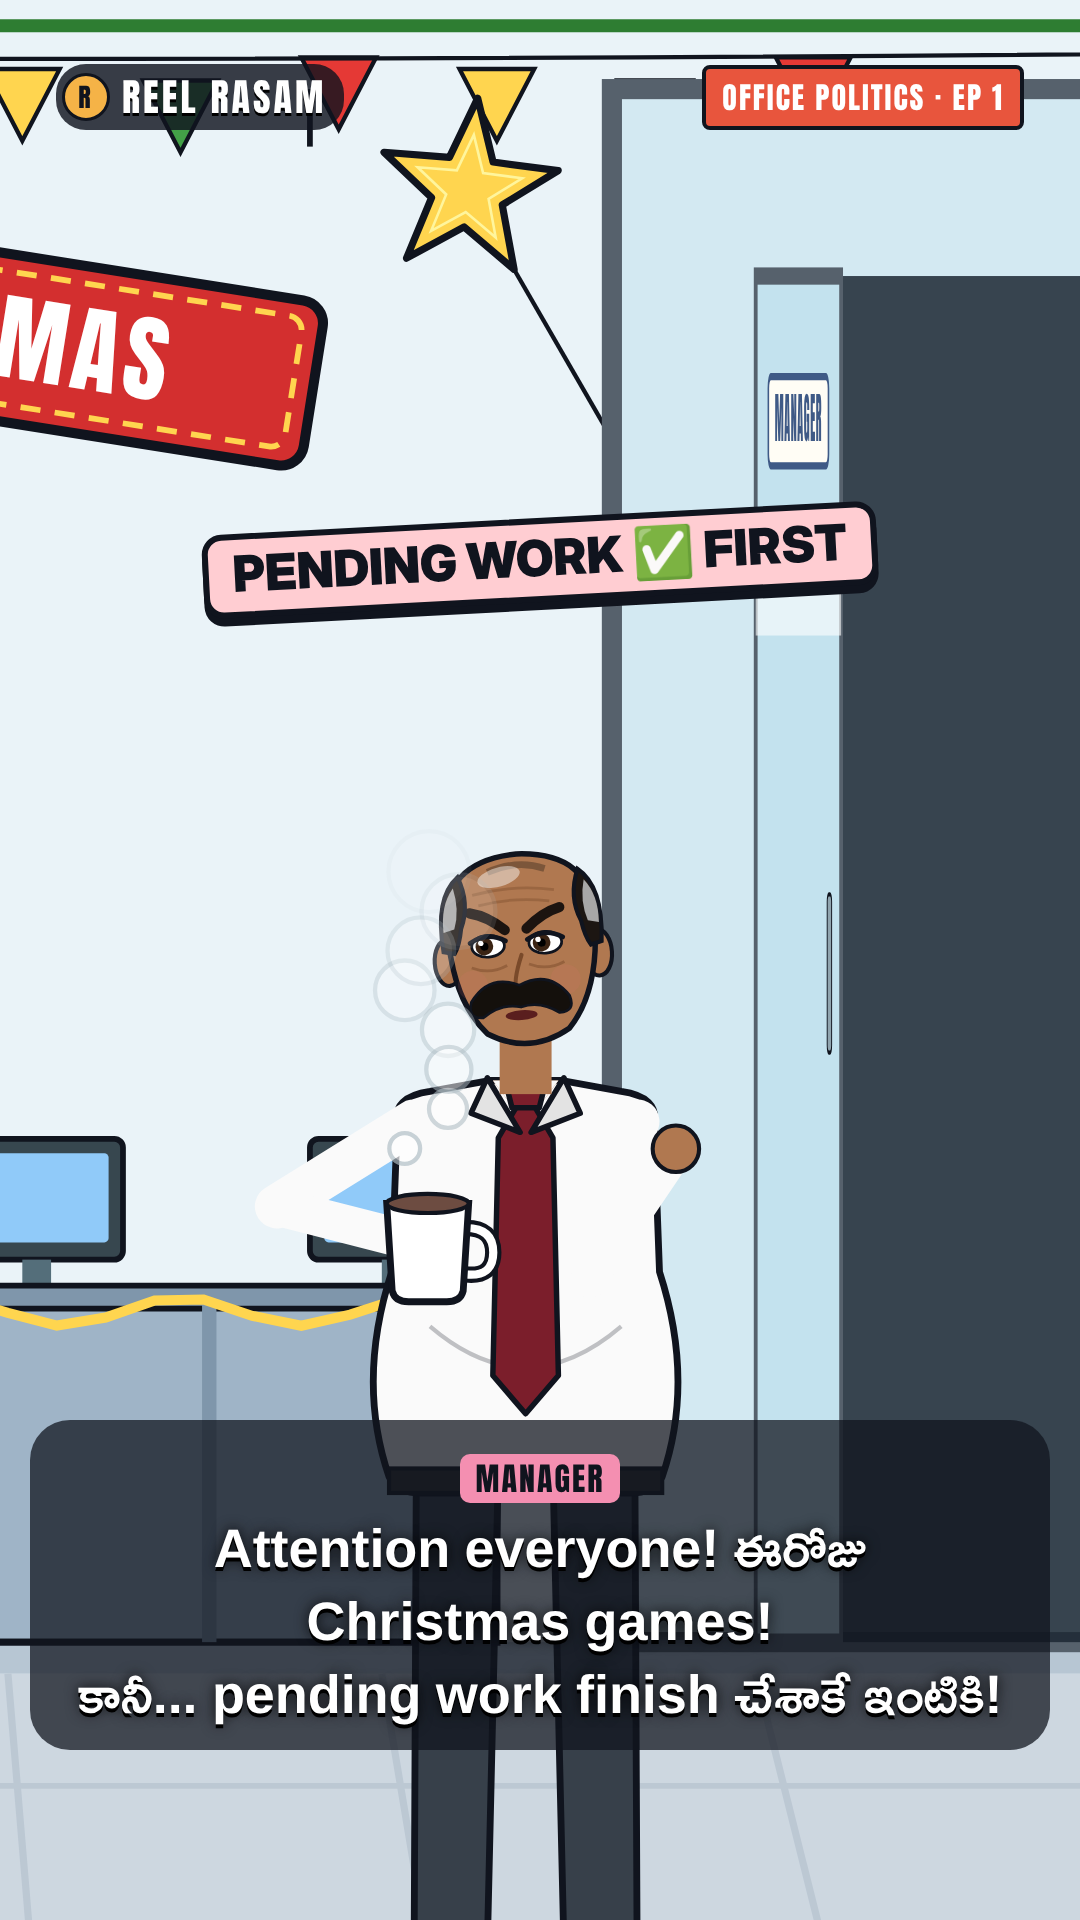 R REEL RASAM
OFFICE POLITICS · EP 1
MAS
MANAGER
PENDING WORK ✅ FIRST
MANAGER
Attention everyone! ఈరోజు
Christmas games!
కానీ... pending work finish చేశాకే ఇంటికి!